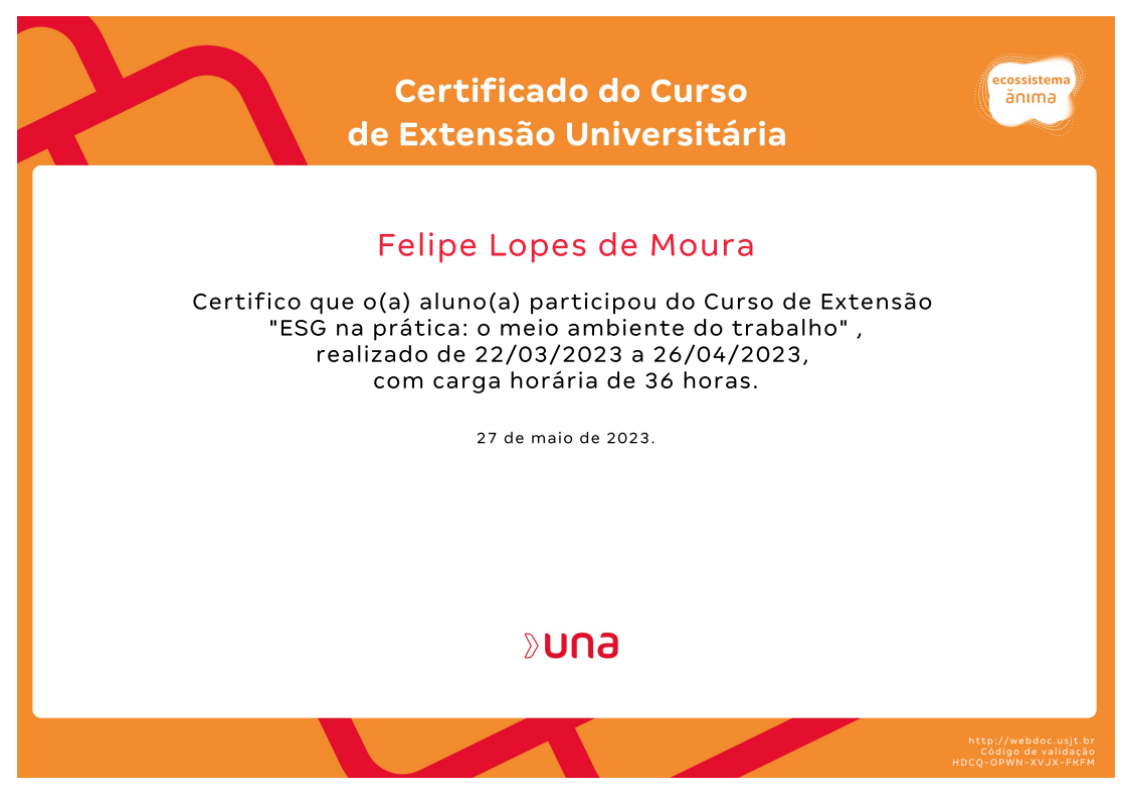 Certificado do Curso
de Extensão Universitária
ecossistema
ănıma
Felipe Lopes de Moura
Certifico que o(a) aluno(a) participou do Curso de Extensão
"ESG na prática: o meio ambiente do trabalho" ,
realizado de 22/03/2023 a 26/04/2023,
com carga horária de 36 horas.
27 de maio de 2023.
una
http://webdoc.usjt.br
Código de validação
HDCQ-OPWN-XVJX-FKFM